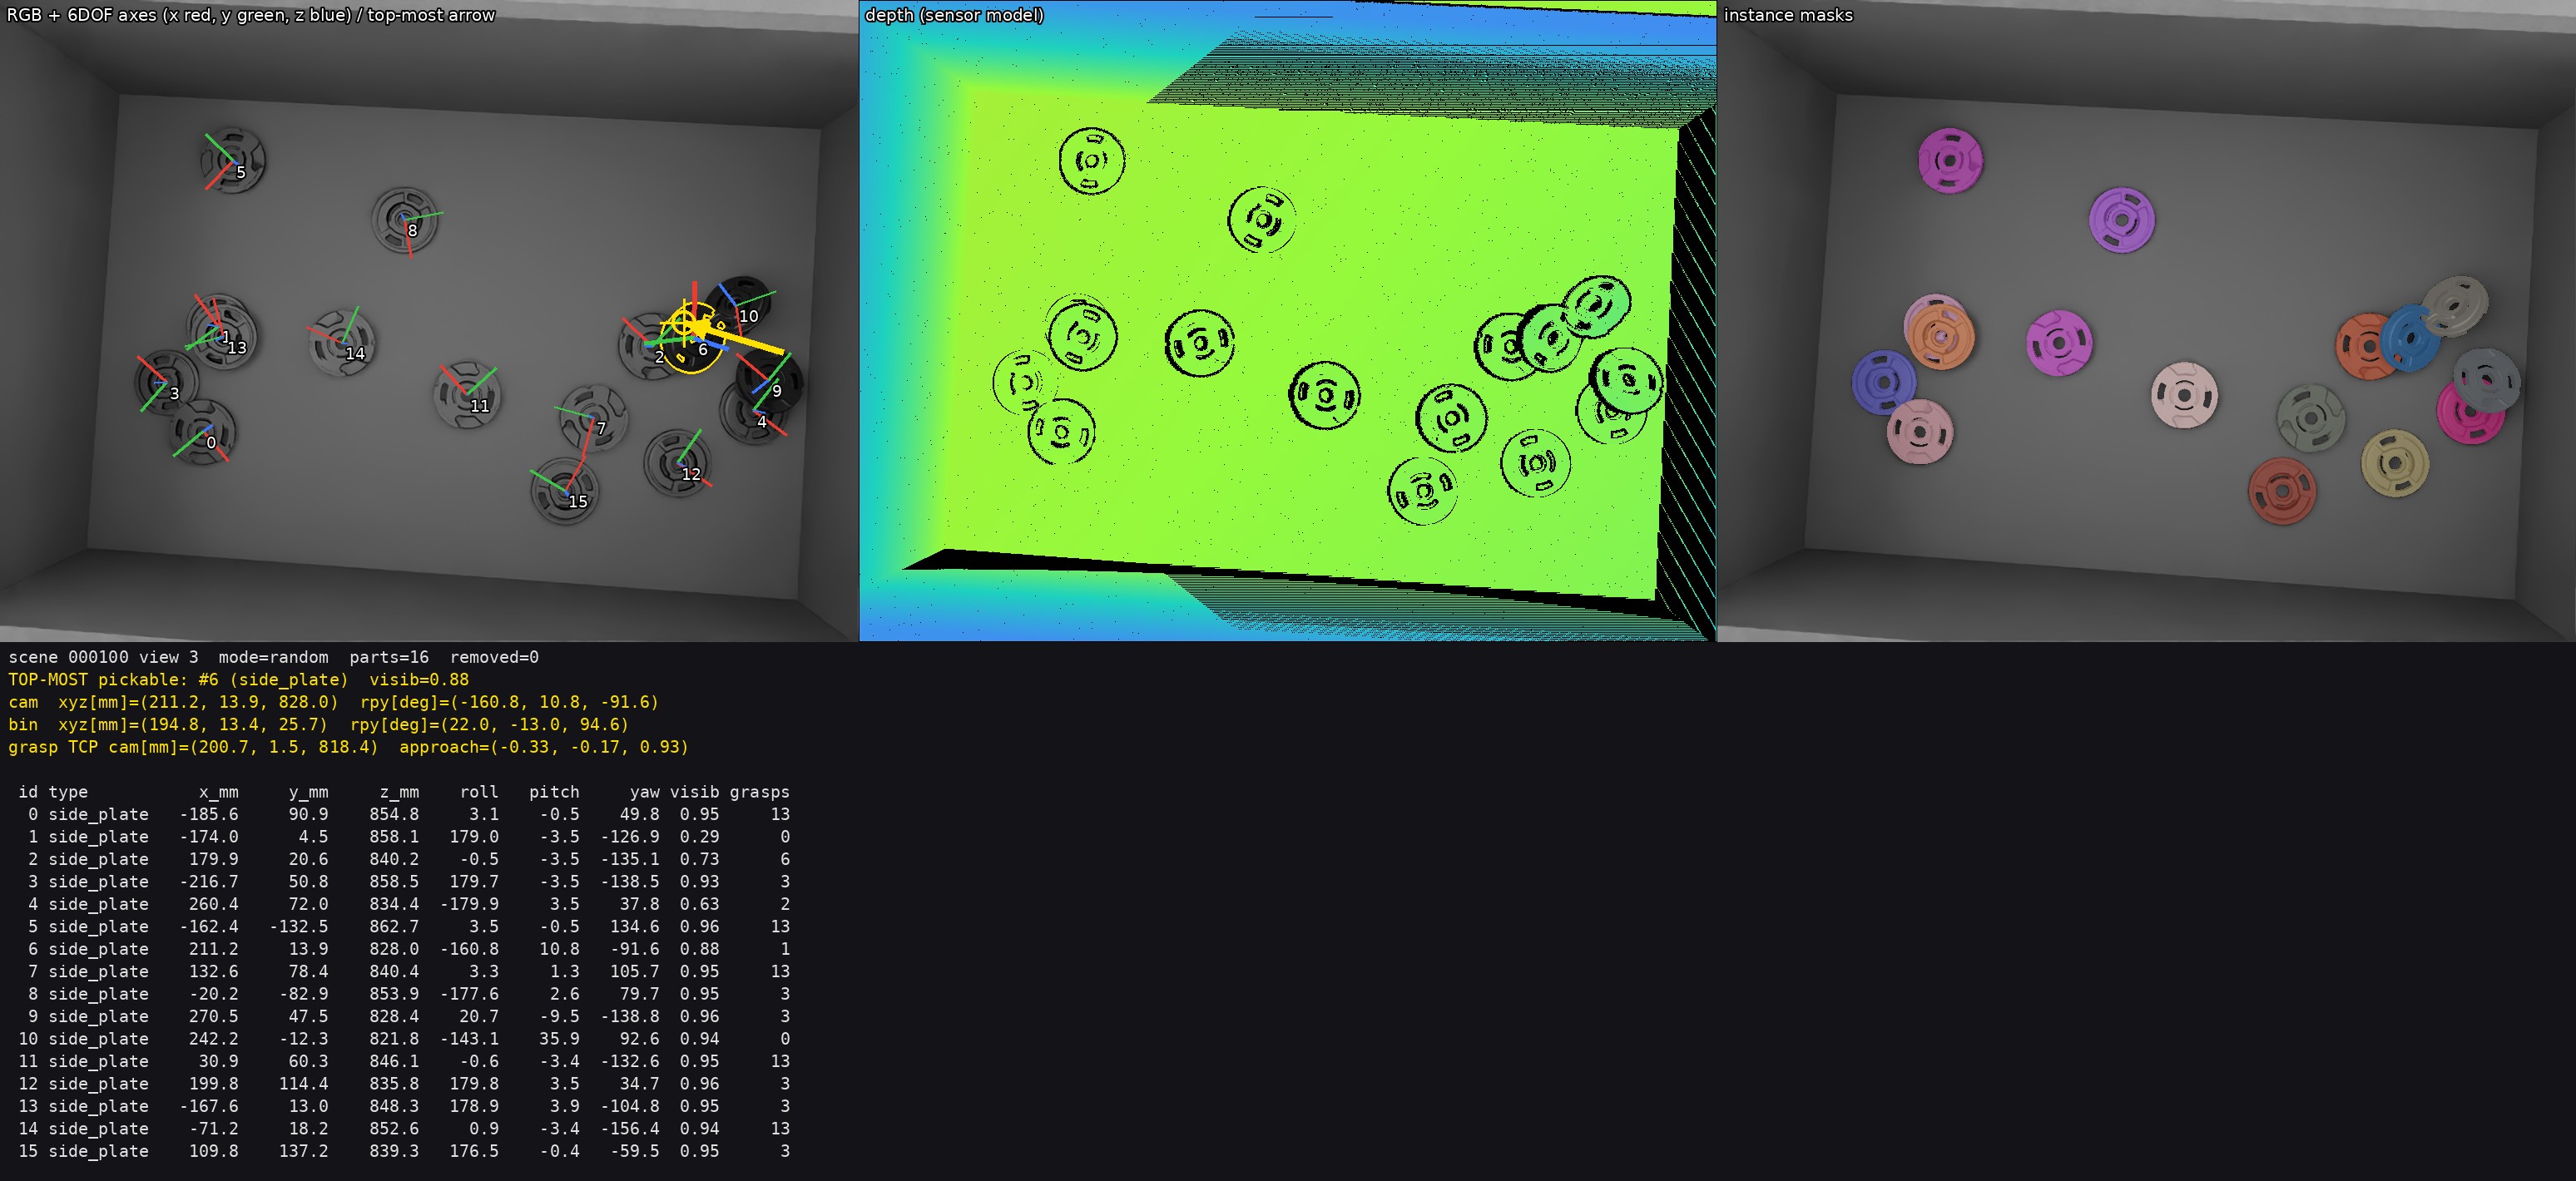 RGB + 6DOF axes (x red, y green, z blue) / top-most arrow
depth (sensor model)
instance masks
5
8
10
1
13
2
6
14
3
9
11
4
7
0
12
15
scene 000100 view 3 mode=random parts=16 removed=0
TOP-MOST pickable: #6 (side_plate) visib=0.88
cam xyz[mm]=(211.2, 13.9, 828.0) rpy[deg]=(-160.8, 10.8, -91.6)
bin xyz[mm]=(194.8, 13.4, 25.7) rpy[deg]=(22.0, -13.0, 94.6)
grasp TCP cam[mm]=(200.7, 1.5, 818.4) approach=(-0.33, -0.17, 0.93)
id type x_mm y_mm z_mm roll pitch yaw visib grasps
0 side_plate -185.6 90.9 854.8 3.1 -0.5 49.8 0.95 13
1 side_plate -174.0 4.5 858.1 179.0 -3.5 -126.9 0.29 0
2 side_plate 179.9 20.6 840.2 -0.5 -3.5 -135.1 0.73 6
3 side_plate -216.7 50.8 858.5 179.7 -3.5 -138.5 0.93 3
4 side_plate 260.4 72.0 834.4 -179.9 3.5 37.8 0.63 2
5 side_plate -162.4 -132.5 862.7 3.5 -0.5 134.6 0.96 13
6 side_plate 211.2 13.9 828.0 -160.8 10.8 -91.6 0.88 1
7 side_plate 132.6 78.4 840.4 3.3 1.3 105.7 0.95 13
8 side_plate -20.2 -82.9 853.9 -177.6 2.6 79.7 0.95 3
9 side_plate 270.5 47.5 828.4 20.7 -9.5 -138.8 0.96 3
10 side_plate 242.2 -12.3 821.8 -143.1 35.9 92.6 0.94 0
11 side_plate 30.9 60.3 846.1 -0.6 -3.4 -132.6 0.95 13
12 side_plate 199.8 114.4 835.8 179.8 3.5 34.7 0.96 3
13 side_plate -167.6 13.0 848.3 178.9 3.9 -104.8 0.95 3
14 side_plate -71.2 18.2 852.6 0.9 -3.4 -156.4 0.94 13
15 side_plate 109.8 137.2 839.3 176.5 -0.4 -59.5 0.95 3